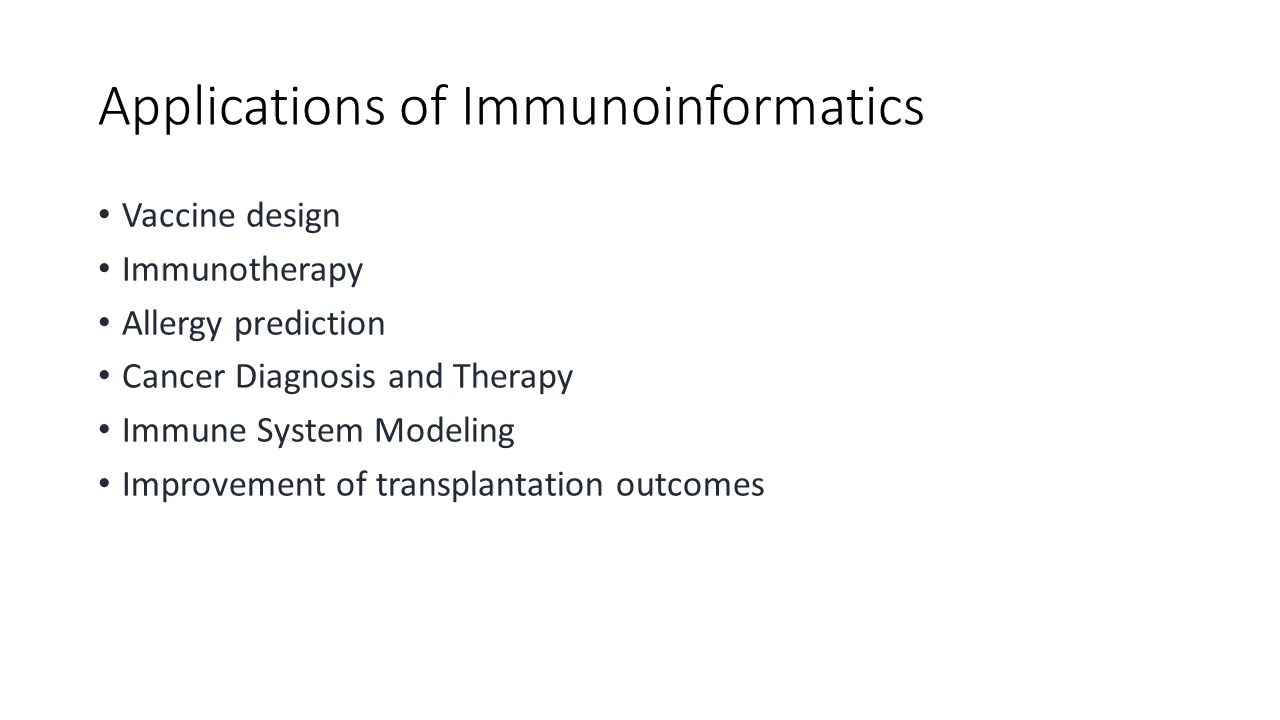 Applications of Immunoinformatics
• Vaccine design
• Immunotherapy
• Allergy prediction
• Cancer Diagnosis and Therapy
• Immune System Modeling
• Improvement of transplantation outcomes